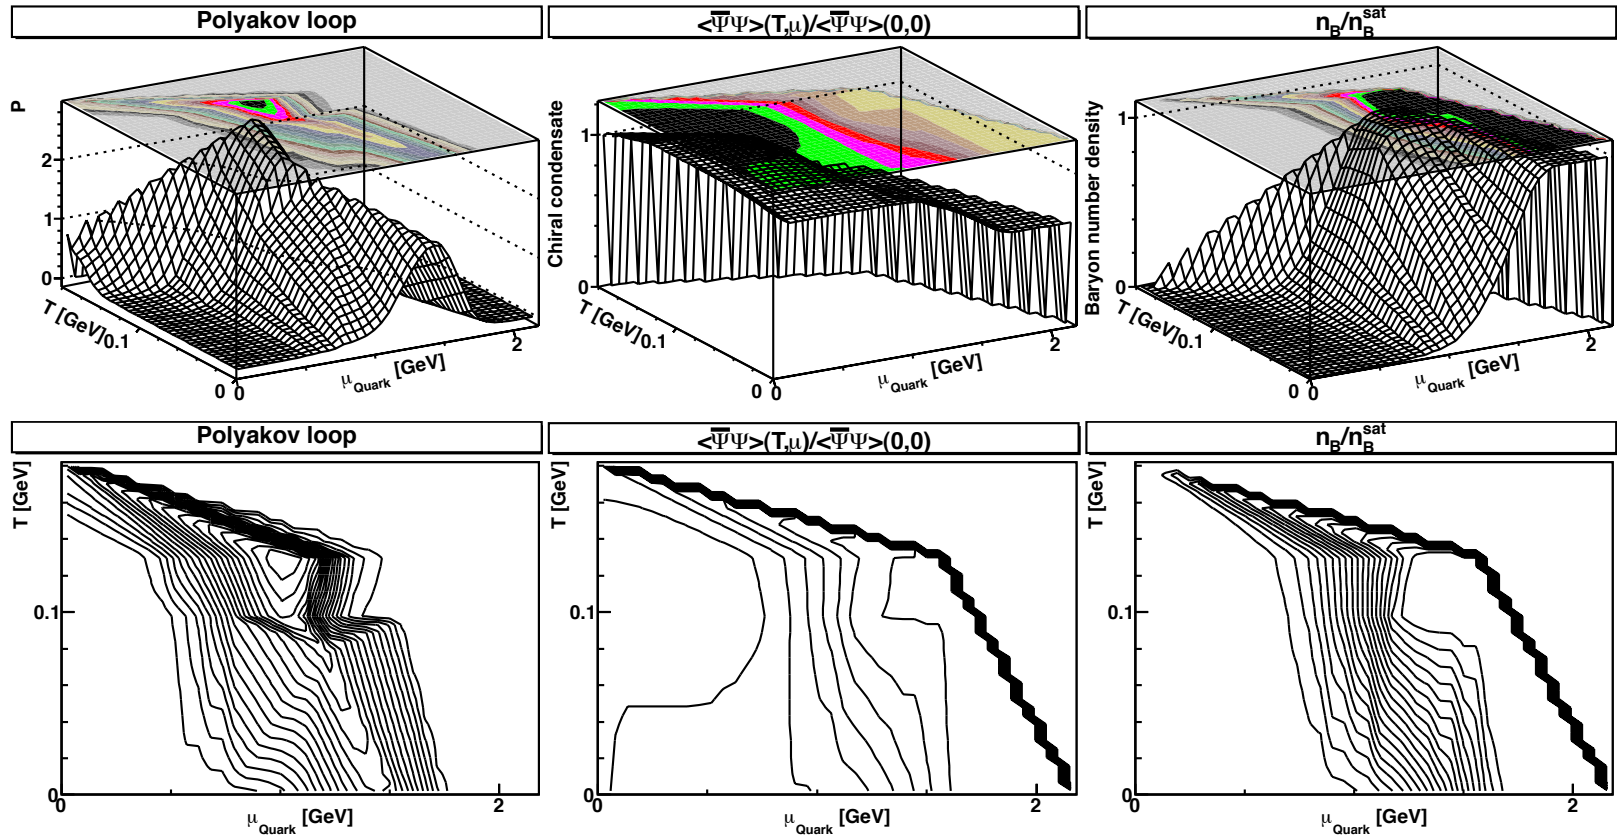 Polyakov loop
<Ψ̅Ψ>(T,μ)/<Ψ̅Ψ>(0,0)
n_B/n_B^sat
P
2
1
0
T [GeV]
0.1
0
0
μ_Quark [GeV]
2
Chiral condensate
1
0
T [GeV]
0.1
0
0
μ_Quark [GeV]
2
Baryon number density
1
0
T [GeV]
0.1
0
0
μ_Quark [GeV]
2
Polyakov loop
<Ψ̅Ψ>(T,μ)/<Ψ̅Ψ>(0,0)
n_B/n_B^sat
T [GeV]
0.1
0
0
2
μ_Quark [GeV]
T [GeV]
0.1
0
0
2
μ_Quark [GeV]
T [GeV]
0.1
0
0
2
μ_Quark [GeV]